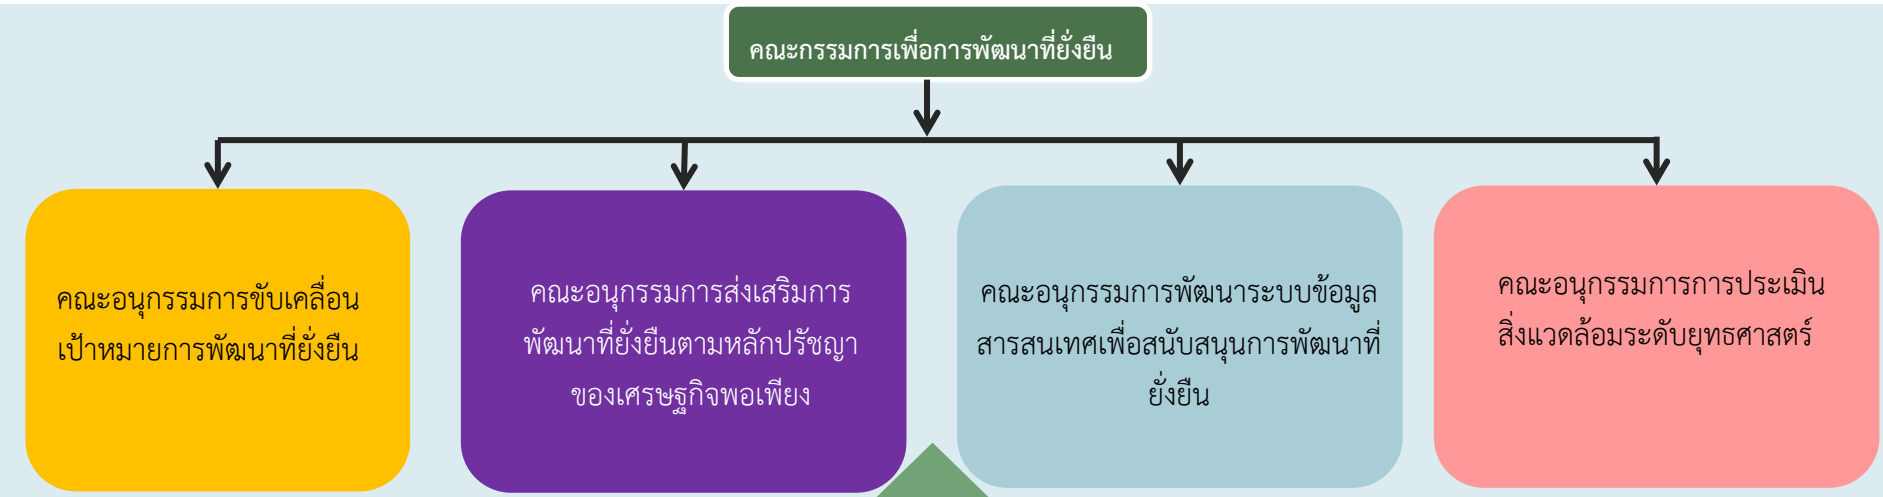 คณะกรรมการเพื่อการพัฒนาที่ยั่งยืน
คณะอนุกรรมการขับเคลื่อน
เป้าหมายการพัฒนาที่ยั่งยืน
คณะอนุกรรมการส่งเสริมการ
พัฒนาที่ยั่งยืนตามหลักปรัชญา
ของเศรษฐกิจพอเพียง
คณะอนุกรรมการพัฒนาระบบข้อมูล
สารสนเทศเพื่อสนับสนุนการพัฒนาที่
ยั่งยืน
คณะอนุกรรมการการประเมิน
สิ่งแวดล้อมระดับยุทธศาสตร์